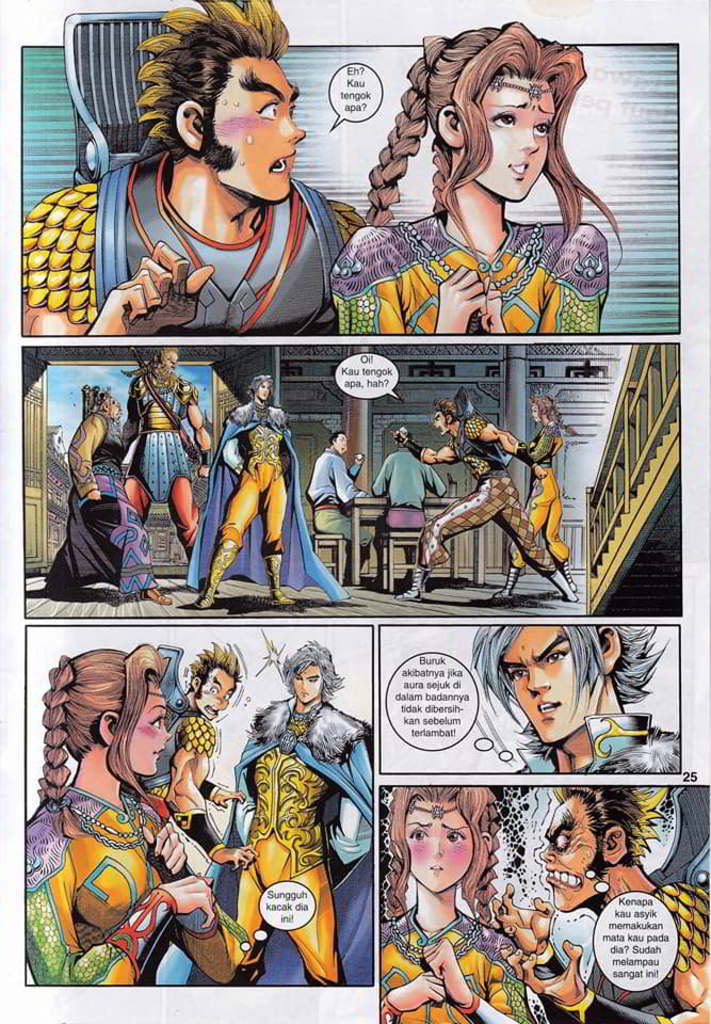 Eh?
Kau
tengok
apa?
Oi!
Kau tengok
apa, hah?
Sungguh
kacak dia
ini!
Buruk
akibatnya jika
aura sejuk di
dalam badannya
tidak dibersih-
kan sebelum
terlambat!
25
Kenapa
kau asyik
memakukan
mata kau pada
dia? Sudah
melampau
sangat ini!